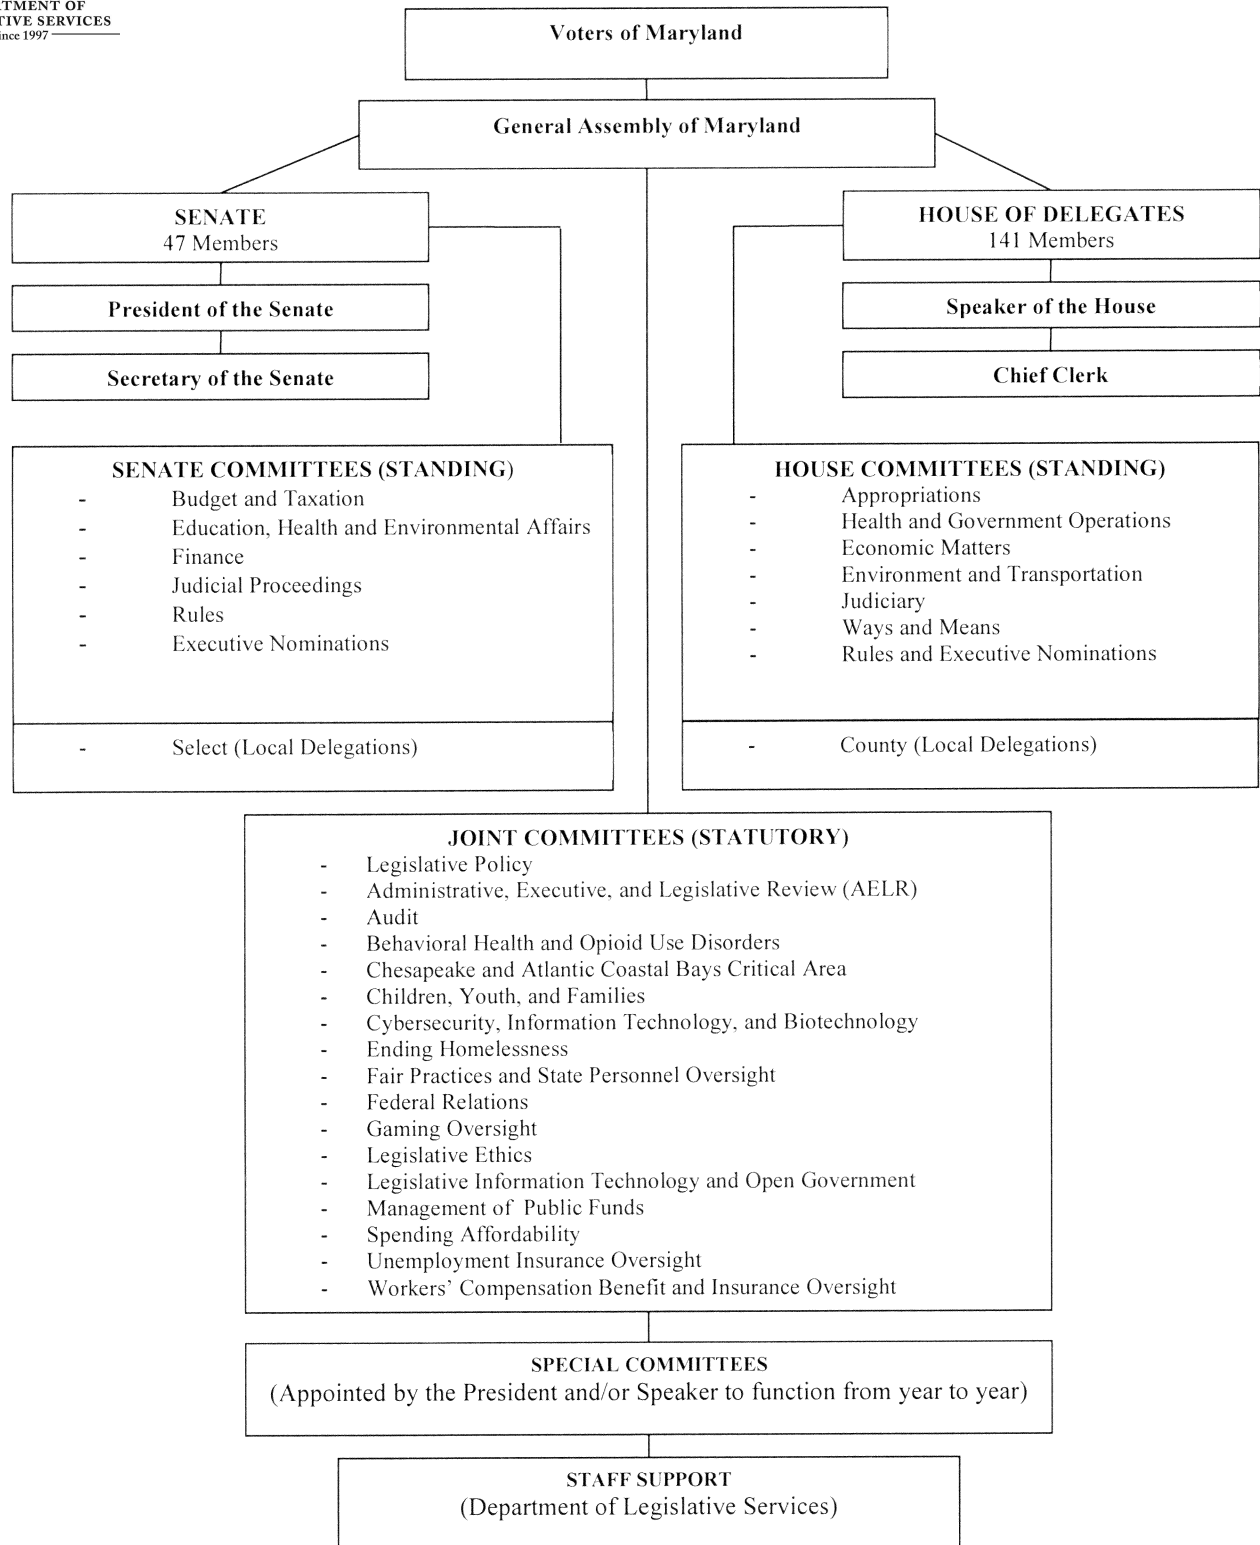 OF
SERVICES
1997
Voters of Maryland
General Assembly of Maryland
SENATE
47 Members
HOUSE OF DELEGATES
141 Members
President of the Senate
Speaker of the House
Secretary of the Senate
Chief Clerk
SENATE COMMITTEES (STANDING)
- Budget and Taxation
- Education, Health and Environmental Affairs
- Finance
- Judicial Proceedings
- Rules
- Executive Nominations
- Select (Local Delegations)
HOUSE COMMITTEES (STANDING)
- Appropriations
- Health and Government Operations
- Economic Matters
- Environment and Transportation
- Judiciary
- Ways and Means
- Rules and Executive Nominations
- County (Local Delegations)
JOINT COMMITTEES (STATUTORY)
- Legislative Policy
- Administrative, Executive, and Legislative Review (AELR)
- Audit
- Behavioral Health and Opioid Use Disorders
- Chesapeake and Atlantic Coastal Bays Critical Area
- Children, Youth, and Families
- Cybersecurity, Information Technology, and Biotechnology
- Ending Homelessness
- Fair Practices and State Personnel Oversight
- Federal Relations
- Gaming Oversight
- Legislative Ethics
- Legislative Information Technology and Open Government
- Management of Public Funds
- Spending Affordability
- Unemployment Insurance Oversight
- Workers’ Compensation Benefit and Insurance Oversight
SPECIAL COMMITTEES
(Appointed by the President and/or Speaker to function from year to year)
STAFF SUPPORT
(Department of Legislative Services)